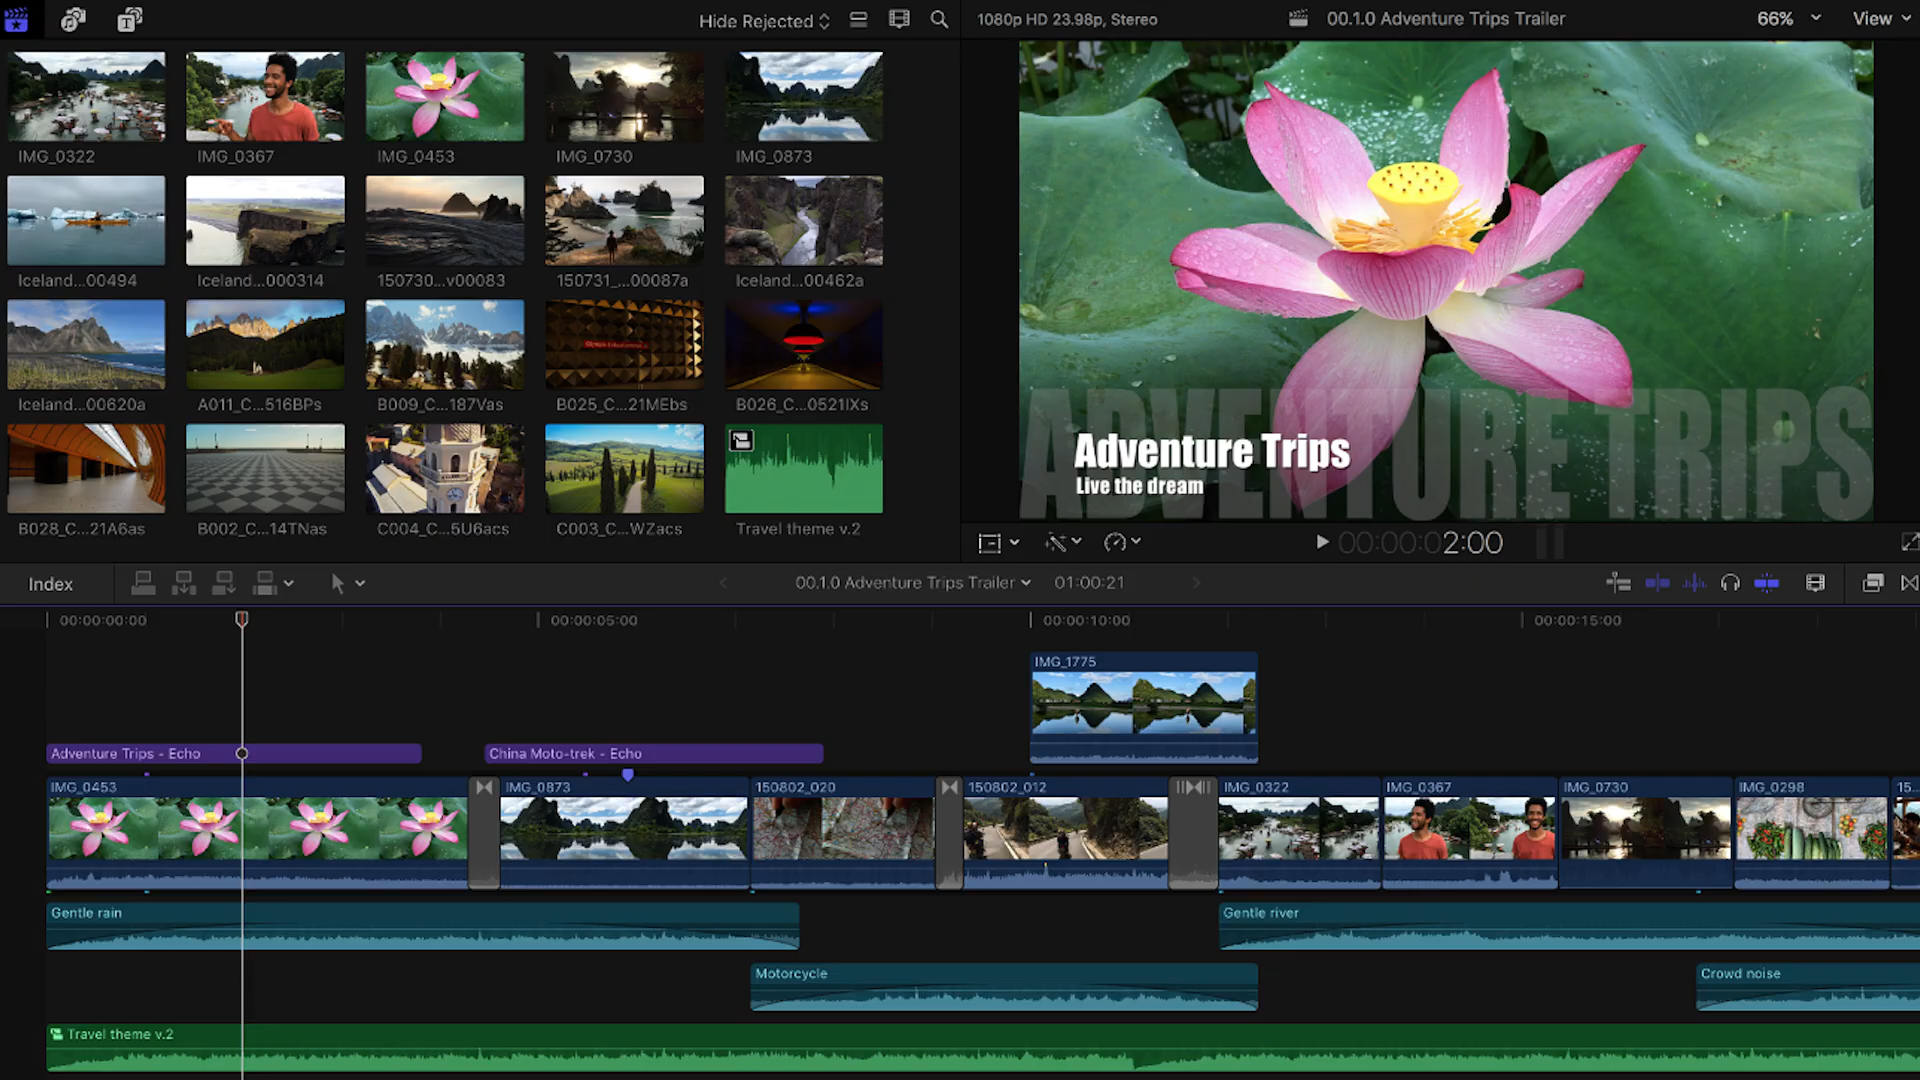 Hide Rejected
1080p HD 23.98p, Stereo
00.1.0 Adventure Trips Trailer
66%
View
IMG_0322
IMG_0367
IMG_0453
IMG_0730
IMG_0873
Iceland...00494
Iceland...000314
150730...v00083
150731_...00087a
Iceland...00462a
Iceland...00620a
A011_C...516BPs
B009_C...187Vas
B025_C...21MEbs
B026_C...0521IXs
B028_C...21A6as
B002_C...14TNas
C004_C...5U6acs
C003_C...WZacs
Travel theme v.2
ADVENTURE TRIPS
Adventure Trips
Live the dream
00:00:02:00
Index
00.1.0 Adventure Trips Trailer
01:00:21
00:00:00:00
00:00:05:00
00:00:10:00
00:00:15:00
IMG_1775
Adventure Trips - Echo
China Moto-trek - Echo
IMG_0453
IMG_0873
150802_020
150802_012
IMG_0322
IMG_0367
IMG_0730
IMG_0298
15...
Gentle rain
Gentle river
Motorcycle
Crowd noise
Travel theme v.2